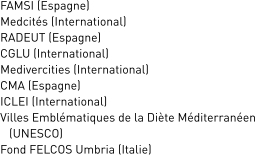 FAMSI (Espagne)
Medcités (International)
RADEUT (Espagne)
CGLU (International)
Medivercities (International)
CMA (Espagne)
ICLEI (International)
Villes Emblématiques de la Diète Méditerranéen
(UNESCO)
Fond FELCOS Umbria (Italie)